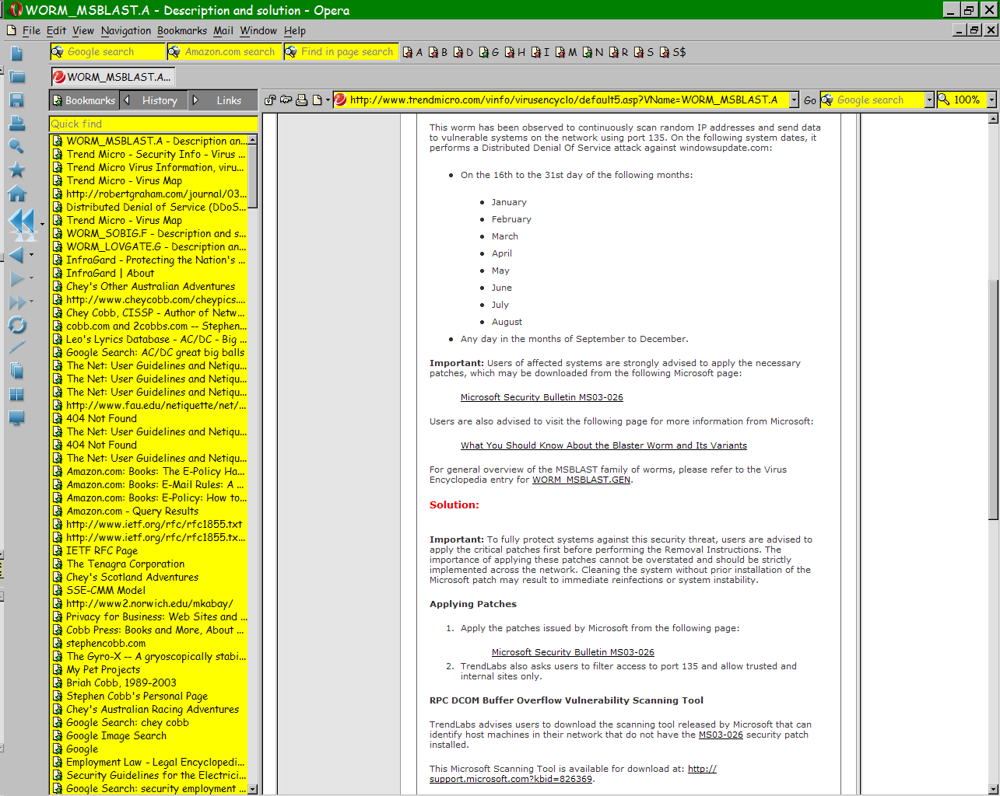 WORM_MSBLAST.A - Description and solution - Opera
File Edit View Navigation Bookmarks Mail Window Help
Google search Amazon.com search Find in page search A B D G H I M N R S S$
WORM_MSBLAST.A...
Bookmarks History Links
http://www.trendmicro.com/vinfo/virusencyclo/default5.asp?VName=WORM_MSBLAST.A Go Google search 100%
Quick find
WORM_MSBLAST.A - Description an...
Trend Micro - Security Info - Virus ...
Trend Micro Virus Information, viru...
Trend Micro - Virus Map
http://robertgraham.com/journal/03...
Distributed Denial of Service (DDoS...
Trend Micro - Virus Map
WORM_SOBIG.F - Description and s...
WORM_LOVGATE.G - Description an...
InfraGard - Protecting the Nation's ...
InfraGard | About
Chey's Other Australian Adventures
http://www.cheycobb.com/cheypics....
Chey Cobb, CISSP - Author of Netw...
cobb.com and 2cobbs.com -- Stephen...
Leo's Lyrics Database - AC/DC - Big ...
Google Search: AC/DC great big balls
The Net: User Guidelines and Netiqu...
The Net: User Guidelines and Netiqu...
The Net: User Guidelines and Netiqu...
http://www.fau.edu/netiquette/net/...
404 Not Found
The Net: User Guidelines and Netiqu...
404 Not Found
The Net: User Guidelines and Netiqu...
Amazon.com: Books: The E-Policy Ha...
Amazon.com: Books: E-Mail Rules: A ...
Amazon.com: Books: E-Policy: How to...
Amazon.com - Query Results
http://www.ietf.org/rfc/rfc1855.txt
http://www.ietf.org/rfc/rfc1855.tx...
IETF RFC Page
The Tenagra Corporation
Chey's Scotland Adventures
SSE-CMM Model
http://www2.norwich.edu/mkabay/
Privacy for Business: Web Sites and ...
Cobb Press: Books and More, About ...
stephencobb.com
The Gyro-X -- A gryoscopically stabi...
My Pet Projects
Briah Cobb, 1989-2003
Stephen Cobb's Personal Page
Chey's Australian Racing Adventures
Google Search: chey cobb
Google Image Search
Google
Employment Law - Legal Encyclopedi...
Security Guidelines for the Electrici...
Google Search: security employment ...
This worm has been observed to continuously scan random IP addresses and send data
to vulnerable systems on the network using port 135. On the following system dates, it
performs a Distributed Denial Of Service attack against windowsupdate.com:
On the 16th to the 31st day of the following months:
January
February
March
April
May
June
July
August
Any day in the months of September to December.
Important: Users of affected systems are strongly advised to apply the necessary
patches, which may be downloaded from the following Microsoft page:
Microsoft Security Bulletin MS03-026
Users are also advised to visit the following page for more information from Microsoft:
What You Should Know About the Blaster Worm and Its Variants
For general overview of the MSBLAST family of worms, please refer to the Virus
Encyclopedia entry for WORM_MSBLAST.GEN.
Solution:
Important: To fully protect systems against this security threat, users are advised to
apply the critical patches first before performing the Removal Instructions. The
importance of applying these patches cannot be overstated and should be strictly
implemented across the network. Cleaning the system without prior installation of the
Microsoft patch may result to immediate reinfections or system instability.
Applying Patches
1. Apply the patches issued by Microsoft from the following page:
Microsoft Security Bulletin MS03-026
2. TrendLabs also asks users to filter access to port 135 and allow trusted and
internal sites only.
RPC DCOM Buffer Overflow Vulnerability Scanning Tool
TrendLabs advises users to download the scanning tool released by Microsoft that can
identify host machines in their network that do not have the MS03-026 security patch
installed.
This Microsoft Scanning Tool is available for download at: http://
support.microsoft.com?kbid=826369.